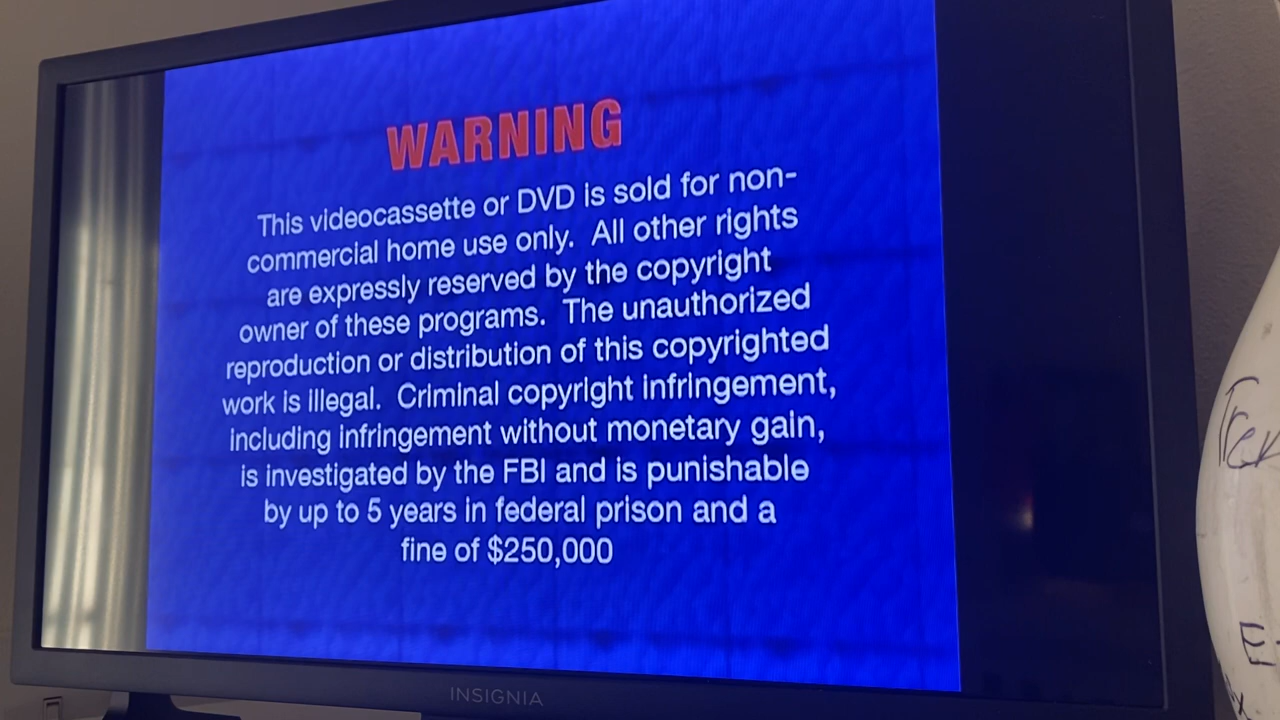 WARNING
This videocassette or DVD is sold for non-
commercial home use only.  All other rights
are expressly reserved by the copyright
owner of these programs.  The unauthorized
reproduction or distribution of this copyrighted
work is illegal.  Criminal copyright infringement,
including infringement without monetary gain,
is investigated by the FBI and is punishable
by up to 5 years in federal prison and a
fine of $250,000
INSIGNIA